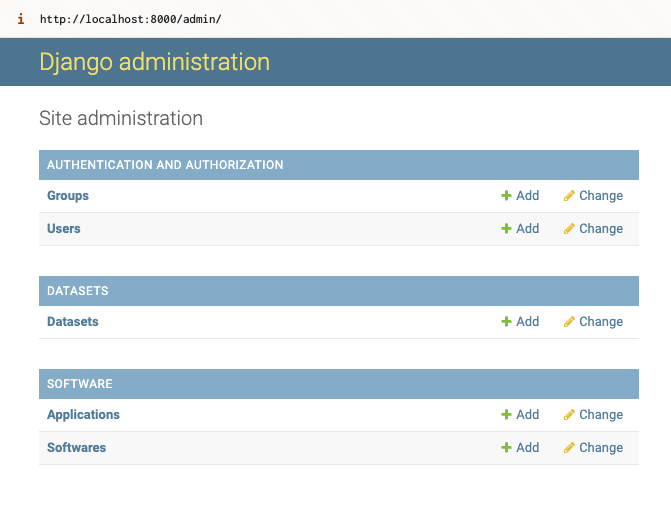 i http://localhost:8000/admin/
Django administration
Site administration
AUTHENTICATION AND AUTHORIZATION
Groups Add Change
Users Add Change
DATASETS
Datasets Add Change
SOFTWARE
Applications Add Change
Softwares Add Change